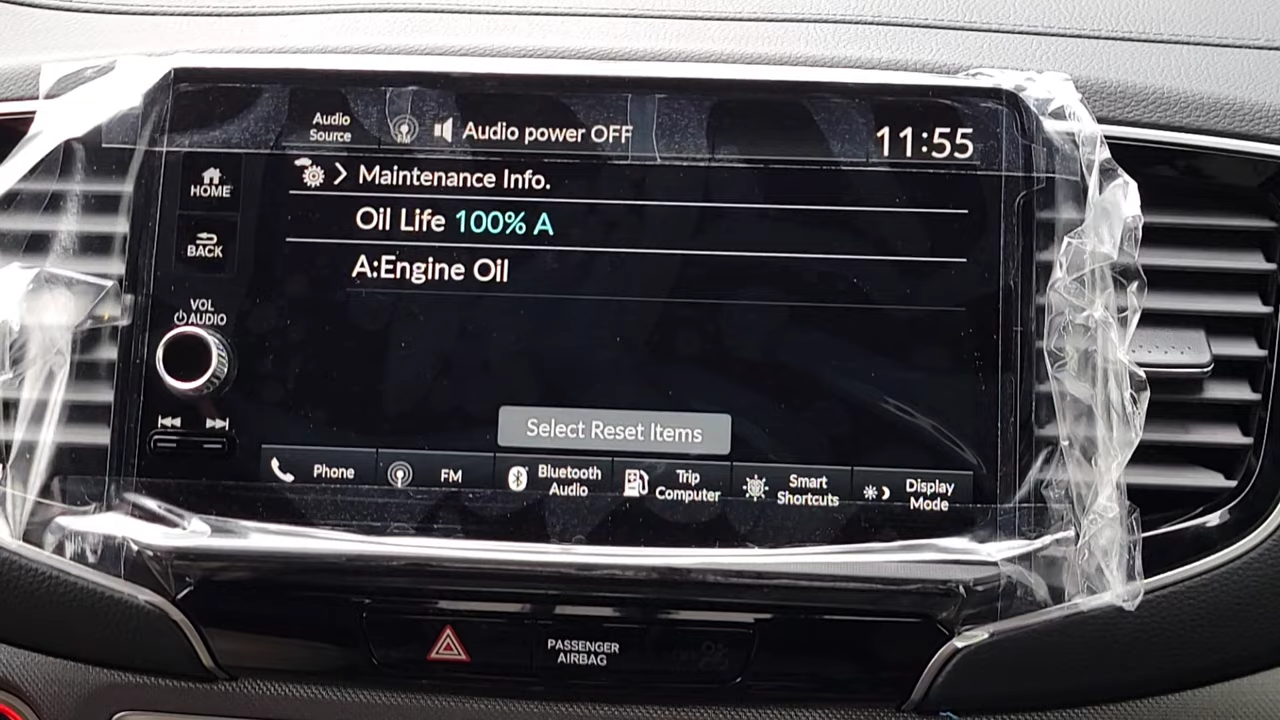 Audio
Source
Audio power OFF
11:55
HOME
Maintenance Info.
Oil Life 100% A
BACK
A:Engine Oil
VOL
AUDIO
Select Reset Items
Phone
FM
Bluetooth
Audio
Trip
Computer
Smart
Shortcuts
Display
Mode
PASSENGER
AIRBAG